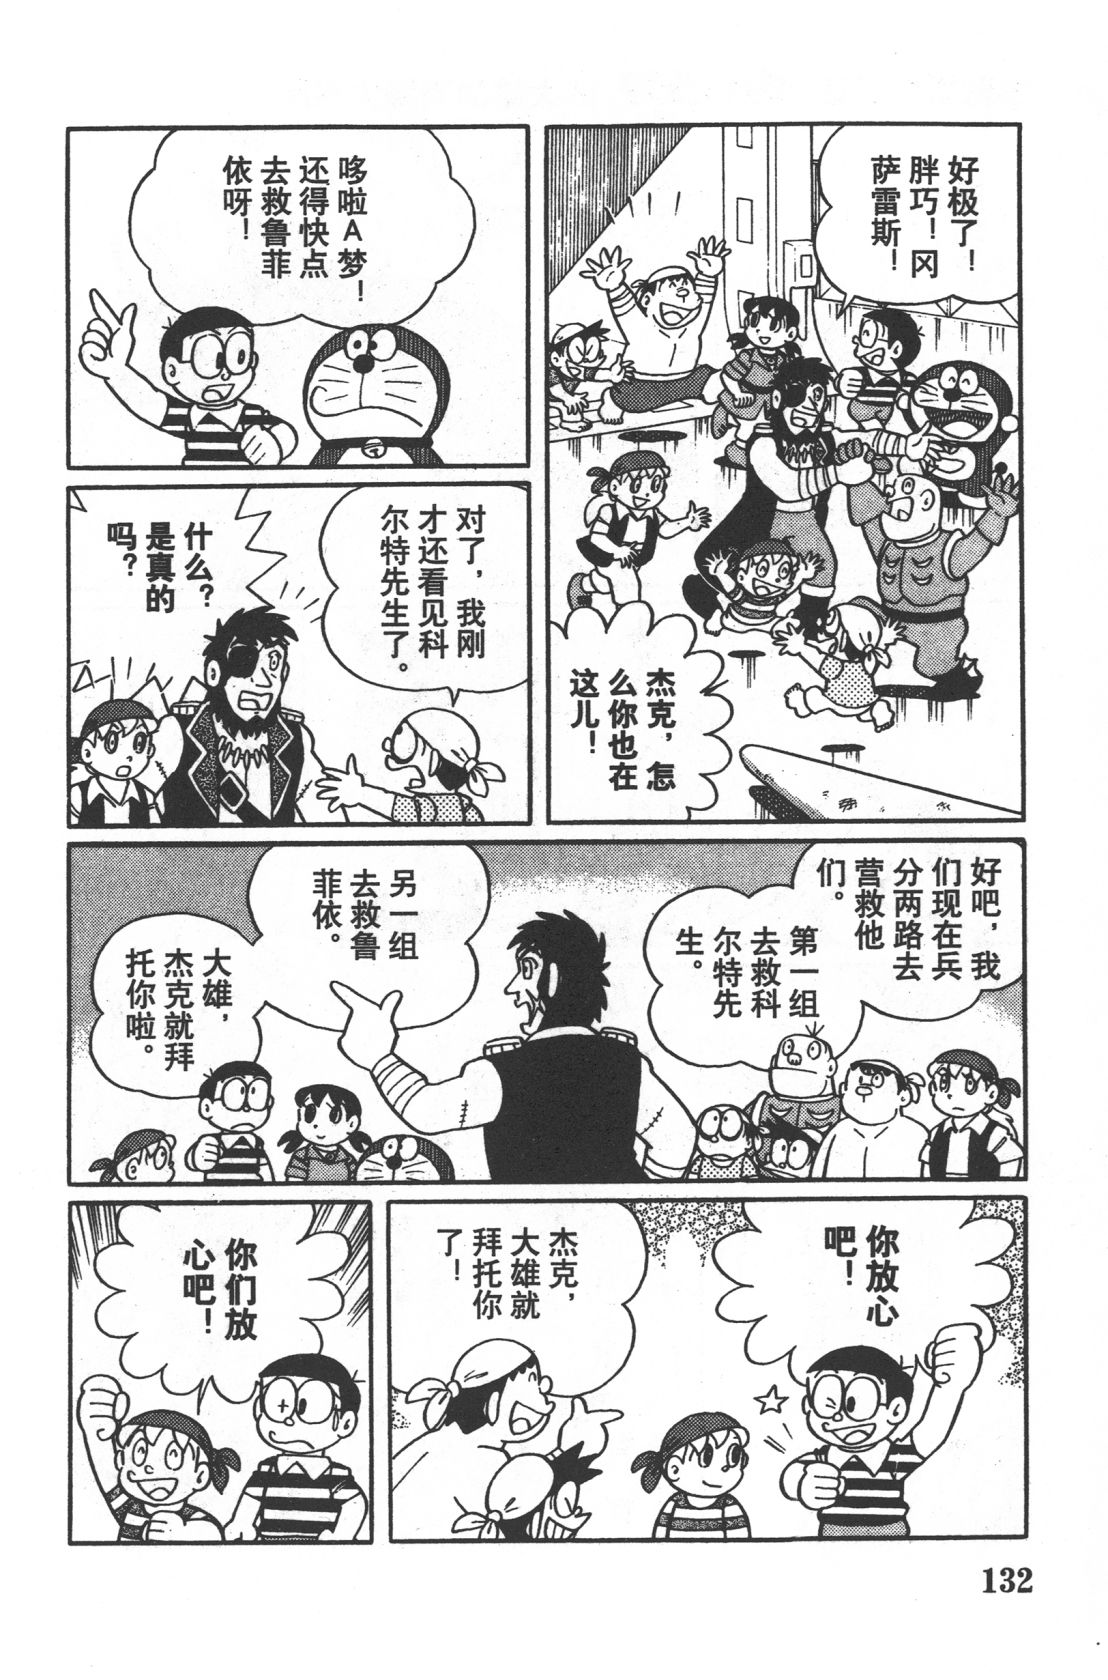 好极了！
胖巧！冈
萨雷斯！
杰克，怎
么你也在
这儿！
哆啦A梦！
还得快点
去救鲁菲
依呀！
对了，我刚
才还看见科
尔特先生了。
什么？
是真的
吗？
好吧，我
们现在兵
分两路去
营救他
们。
第一组
去救科
尔特先
生。
另一组
去救鲁
菲依。
大雄，
杰克就拜
托你啦。
你放心
吧！
杰克，
大雄就
拜托你
了！
你们放
心吧！
132